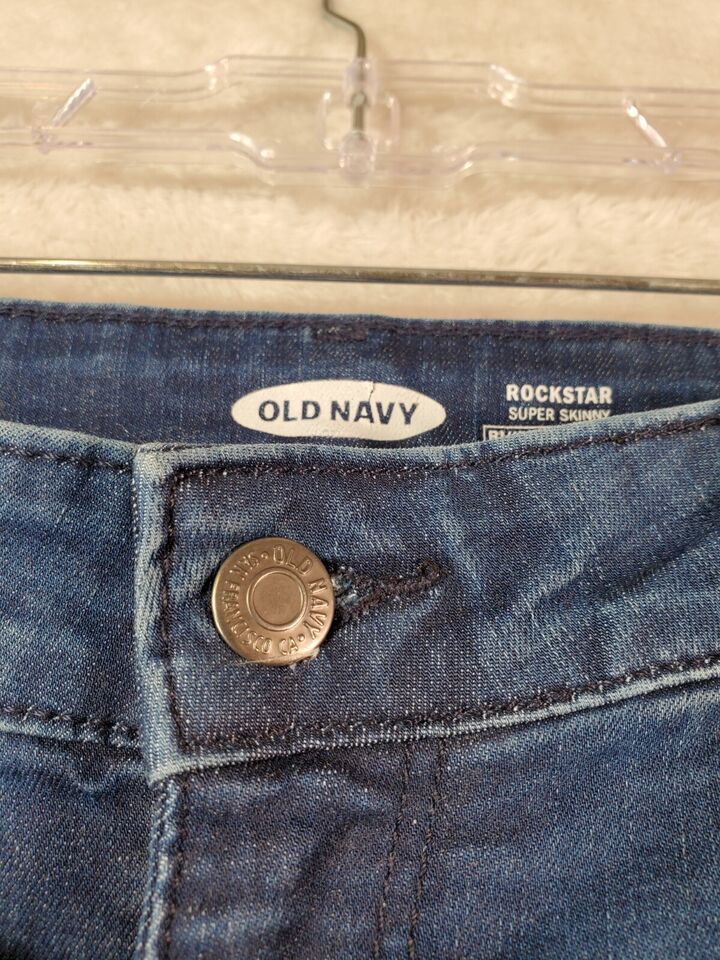 OLD NAVY
ROCKSTAR
SUPER SKINNY
OLD NAVY
SAN FRANCISCO CA